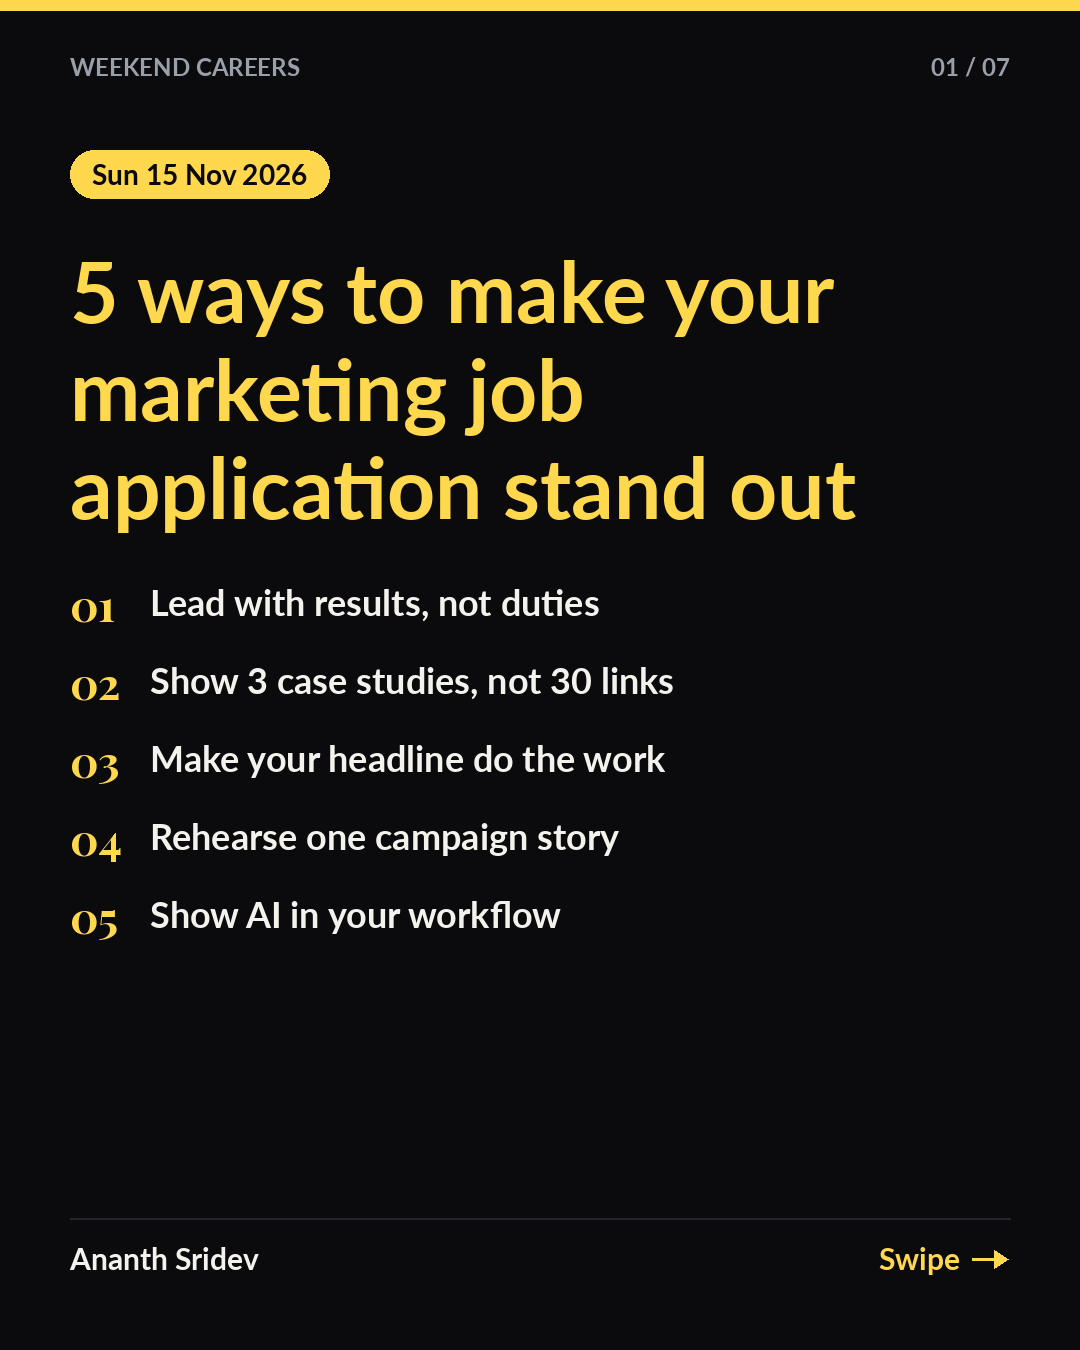 WEEKEND CAREERS
01 / 07
Sun 15 Nov 2026
5 ways to make your
marketing job
application stand out
01 Lead with results, not duties
02 Show 3 case studies, not 30 links
03 Make your headline do the work
04 Rehearse one campaign story
05 Show AI in your workflow
Ananth Sridev
Swipe →